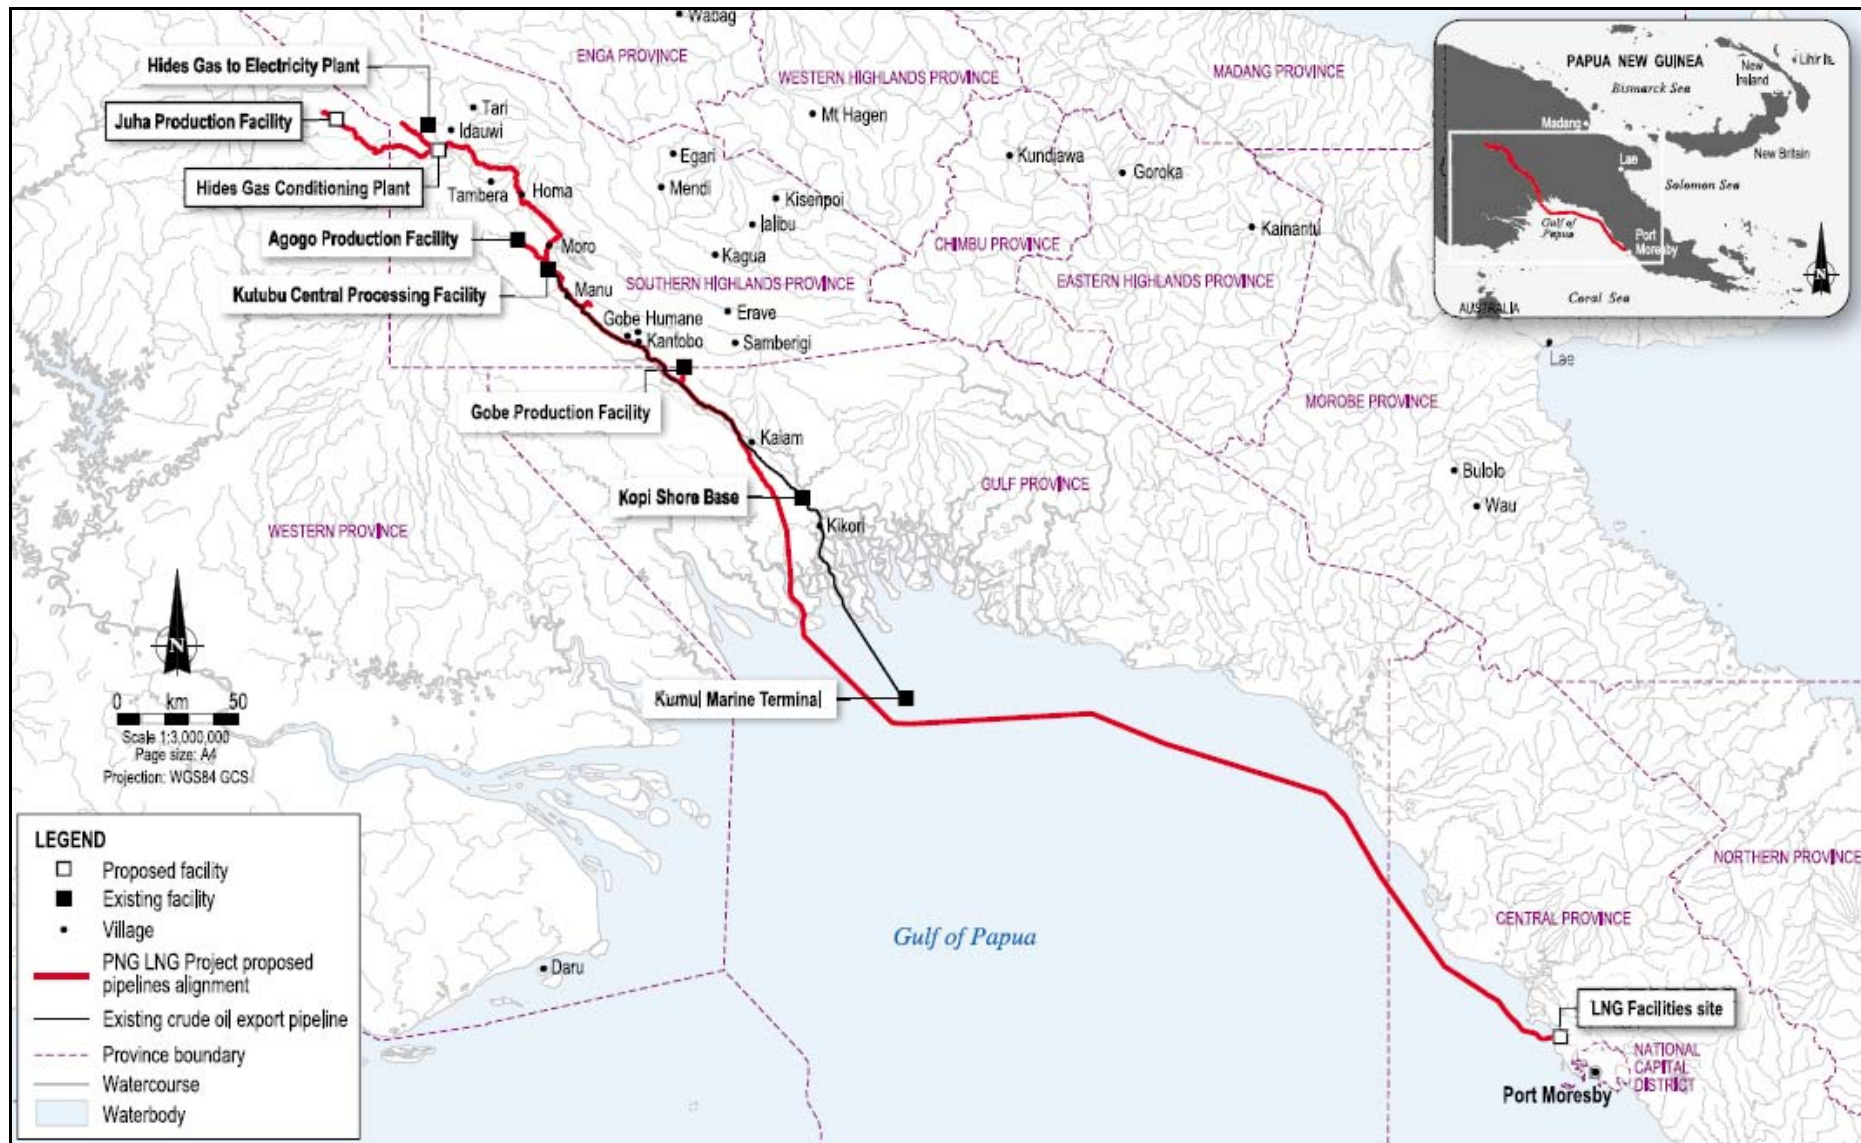 Wabag
ENGA PROVINCE
WESTERN HIGHLANDS PROVINCE
MADANG PROVINCE
Hides Gas to Electricity Plant
Tari
Juha Production Facility
Idauwi
Mt Hagen
Egari
Kundiawa
Goroka
Hides Gas Conditioning Plant
Tambera
Homa
Mendi
Kisenpoi
Ialibu
Kainantu
Agogo Production Facility
Moro
Kagua
CHIMBU PROVINCE
Kutubu Central Processing Facility
Manu
SOUTHERN HIGHLANDS PROVINCE
EASTERN HIGHLANDS PROVINCE
Gobe Humane
Erave
Kantobo
Samberigi
Lae
Gobe Production Facility
MOROBE PROVINCE
Kaiam
Bulolo
Kopi Shore Base
GULF PROVINCE
Wau
WESTERN PROVINCE
Kikori
Kumul Marine Terminal
NORTHERN PROVINCE
CENTRAL PROVINCE
Gulf of Papua
Daru
LNG Facilities site
NATIONAL
CAPITAL
DISTRICT
Port Moresby
PAPUA NEW GUINEA
New
Ireland
Lihir Is.
Bismarck Sea
Madang
New Britain
Lae
Solomon Sea
Gulf of
Papua
Port
Moresby
N
Coral Sea
AUSTRALIA
N
0 km 50
Scale 1:3,000,000
Page size: A4
Projection: WGS84 GCS
LEGEND
Proposed facility
Existing facility
Village
PNG LNG Project proposed
pipelines alignment
Existing crude oil export pipeline
Province boundary
Watercourse
Waterbody